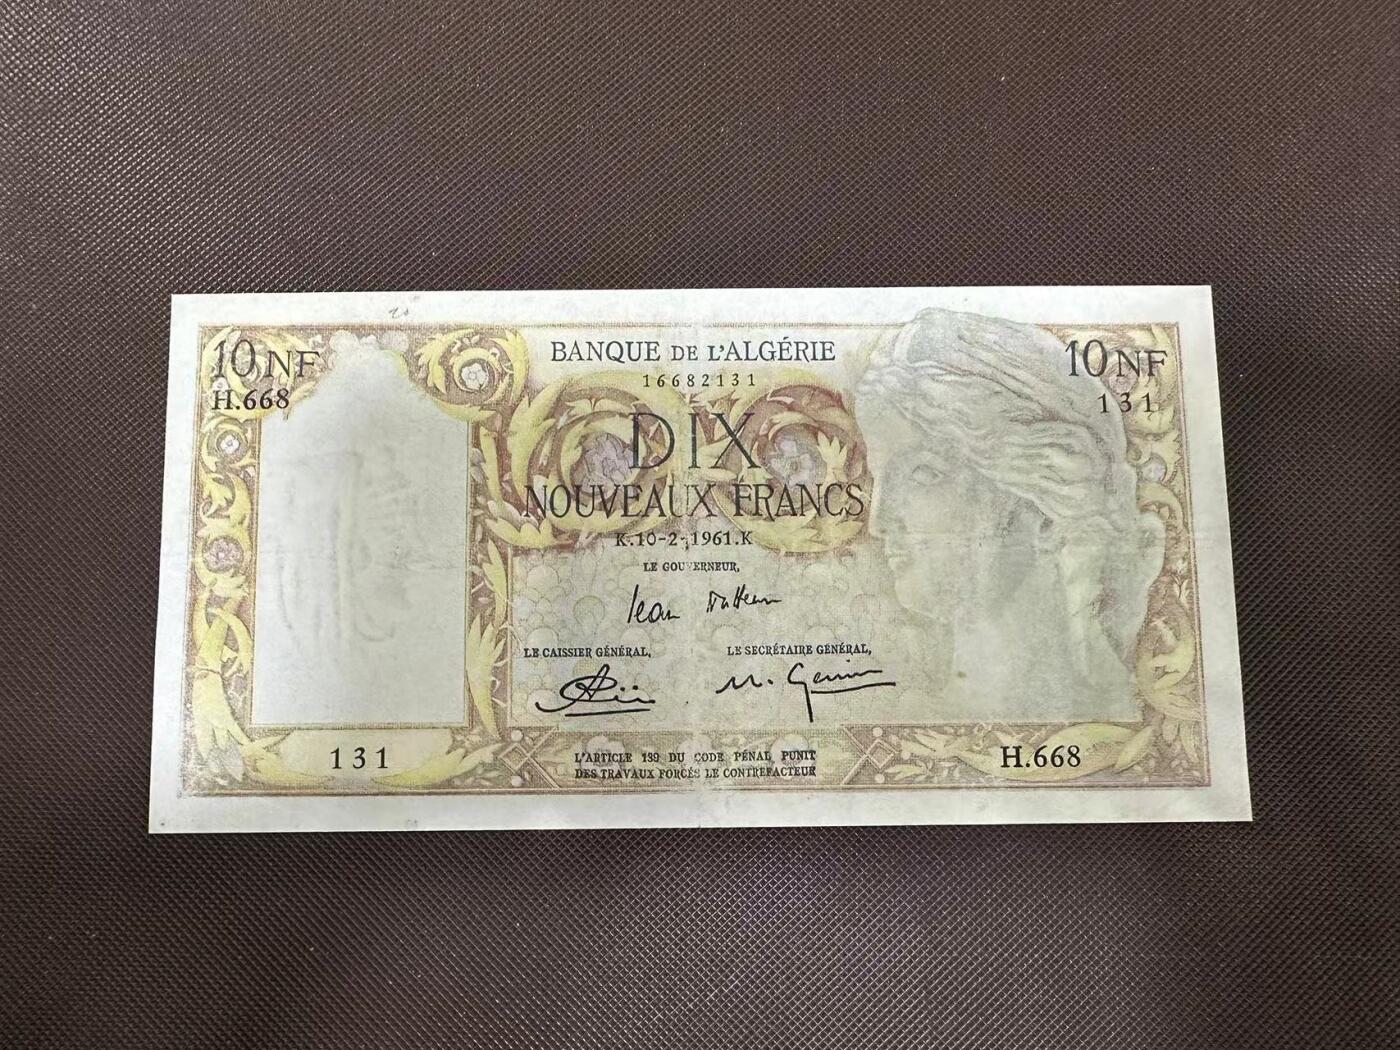 10 NF
H.668
BANQUE DE L'ALGÉRIE
16682131
10 NF
131
DIX
NOUVEAUX FRANCS
K.10-2-1961.K
LE GOUVERNEUR,
LE CAISSIER GÉNÉRAL,
LE SECRÉTAIRE GÉNÉRAL,
131
L'ARTICLE 139 DU CODE PÉNAL PUNIT
DES TRAVAUX FORCÉS LE CONTREFACTEUR
H.668